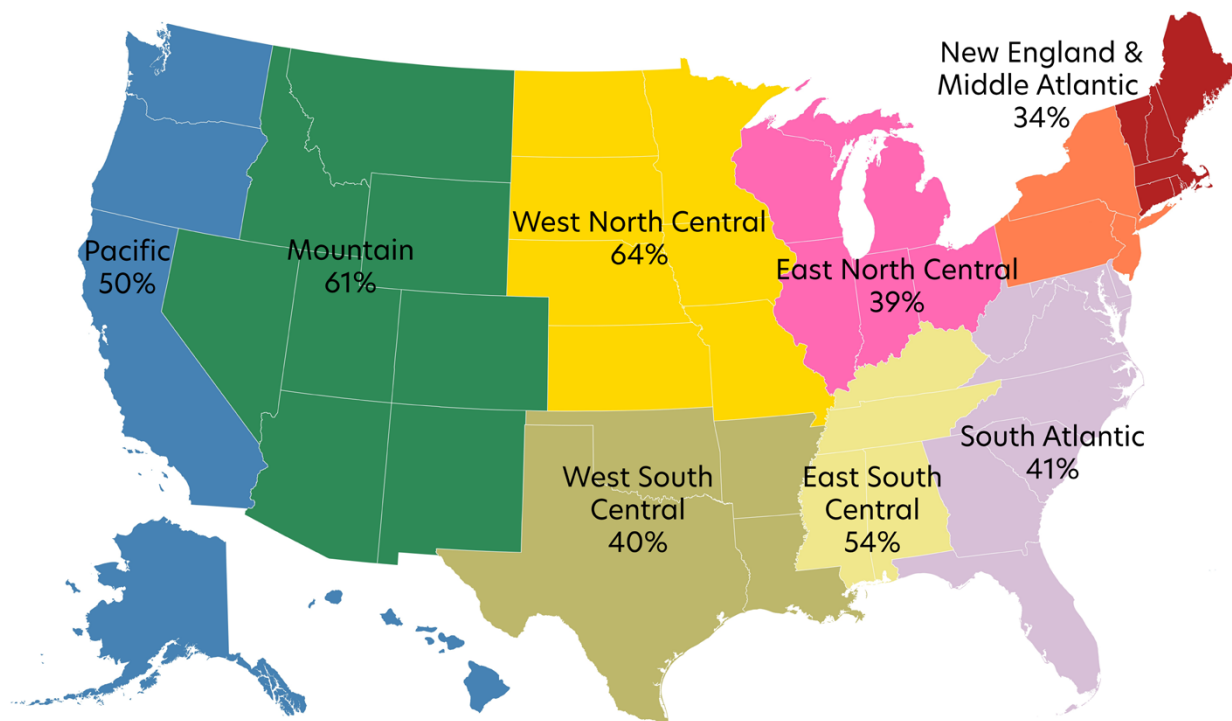 New England &
Middle Atlantic
34%
Pacific
50%
Mountain
61%
West North Central
64%
East North Central
39%
South Atlantic
41%
West South
Central
40%
East South
Central
54%